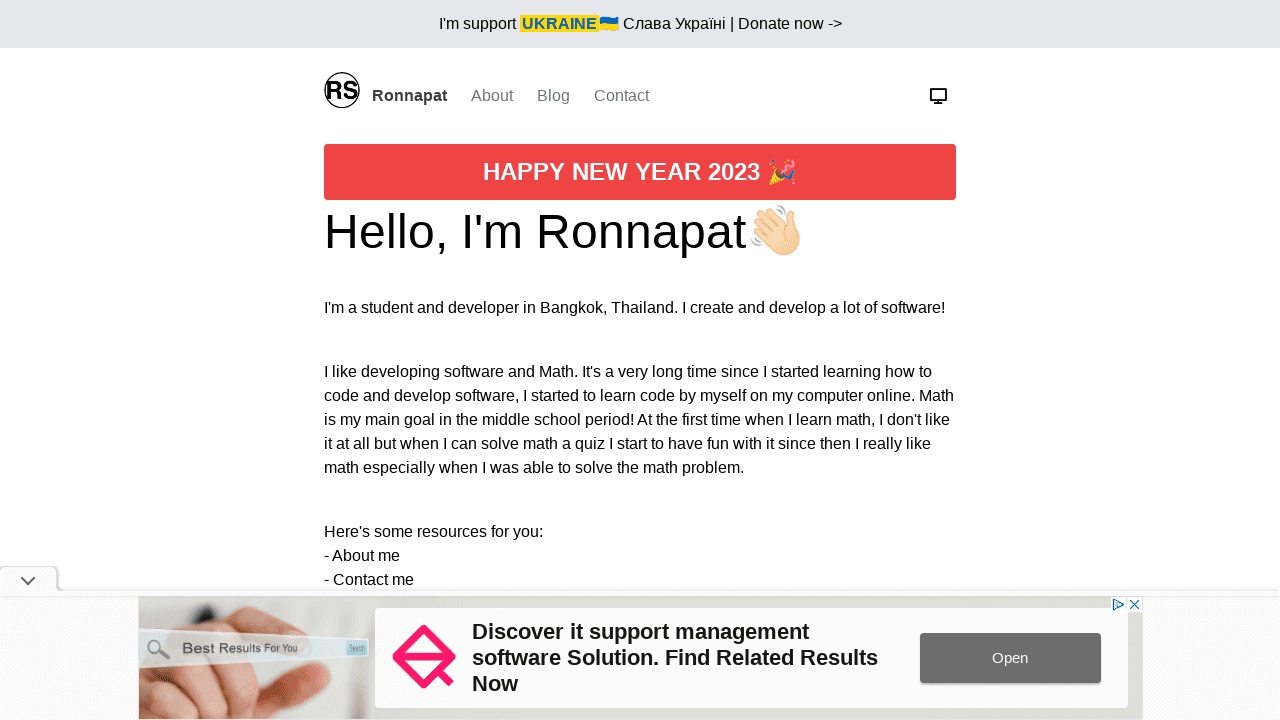 I'm support UKRAINE🇺🇦 Слава Україні | Donate now ->
RS
Ronnapat About Blog Contact
HAPPY NEW YEAR 2023 🎉
Hello, I'm Ronnapat👋🏻
I'm a student and developer in Bangkok, Thailand. I create and develop a lot of software!
I like developing software and Math. It's a very long time since I started learning how to
code and develop software, I started to learn code by myself on my computer online. Math
is my main goal in the middle school period! At the first time when I learn math, I don't like
it at all but when I can solve math a quiz I start to have fun with it since then I really like
math especially when I was able to solve the math problem.
Here's some resources for you:
- About me
- Contact me
Best Results For You
Search
Discover it support management
software Solution. Find Related Results
Now
Open